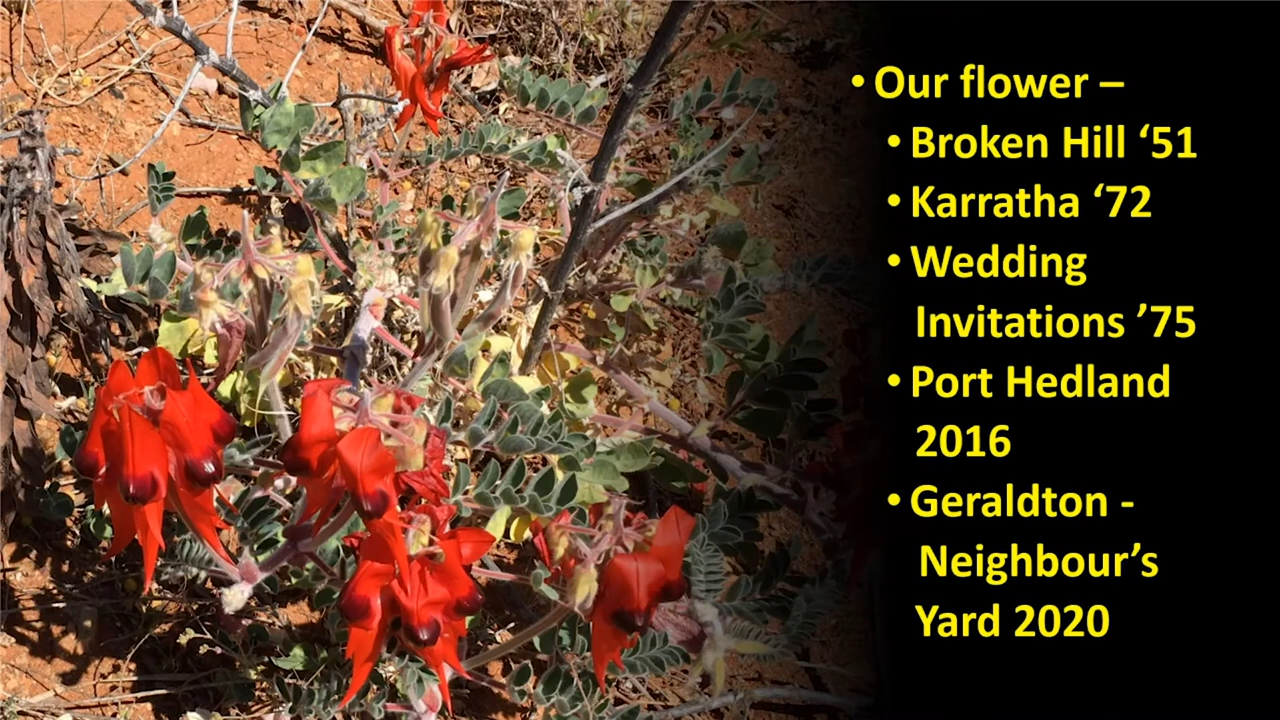 • Our flower –
• Broken Hill ‘51
• Karratha ‘72
• Wedding
Invitations ’75
• Port Hedland
2016
• Geraldton -
Neighbour’s
Yard 2020